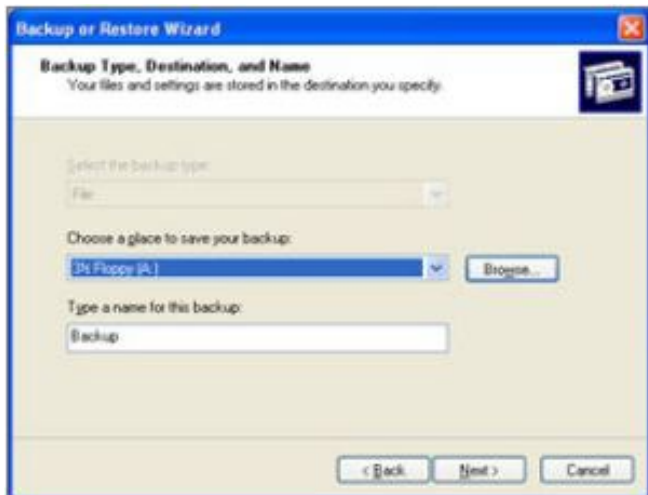 Backup or Restore Wizard
Backup Type, Destination, and Name
Your files and settings are stored in the destination you specify.
Select the backup type:
File
Choose a place to save your backup:
3½ Floppy (A:)
Browse...
Type a name for this backup:
Backup
< Back
Next >
Cancel